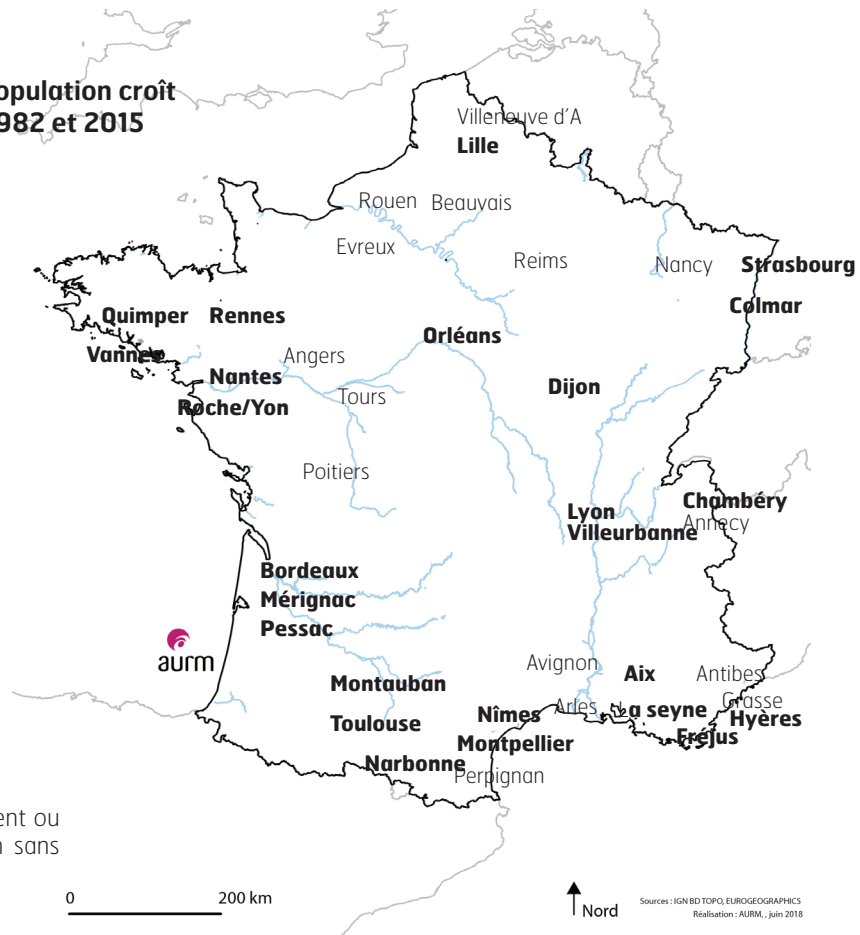 opulation croît
982 et 2015
Villeneuve d'A
Lille
Rouen Beauvais
Evreux
Reims
Nancy
Strasbourg
Colmar
Quimper Rennes
Orléans
Vannes
Angers
Nantes
Dijon
Tours
Roche/Yon
Poitiers
Chambéry
Lyon
Annecy
Villeurbanne
Bordeaux
Mérignac
Pessac
aurm
Avignon
Aix
Antibes
Montauban
Grasse
Arles
La seyne
Nîmes
Hyères
Toulouse
Fréjus
Montpellier
Narbonne
Perpignan
ent ou
n sans
0 200 km
Nord
Sources : IGN BD TOPO, EUROGEOGRAPHICS
Réalisation : AURM, , juin 2018